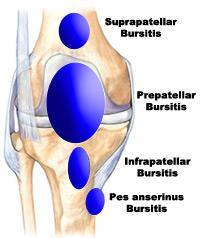 Suprapatellar
Bursitis
Prepatellar
Bursitis
Infrapatellar
Bursitis
Pes anserinus
Bursitis